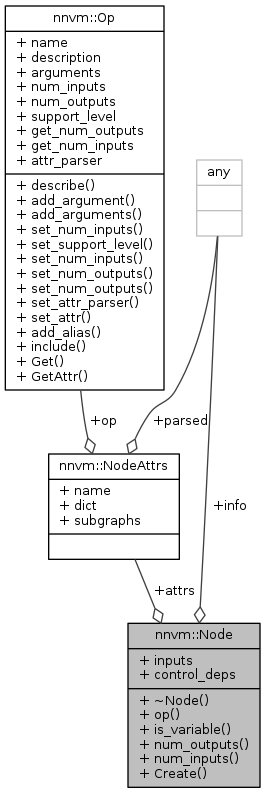 nnvm::Op
+ name
+ description
+ arguments
+ num_inputs
+ num_outputs
+ support_level
+ get_num_outputs
+ get_num_inputs
+ attr_parser
+ describe()
+ add_argument()
+ add_arguments()
+ set_num_inputs()
+ set_support_level()
+ set_num_inputs()
+ set_num_outputs()
+ set_num_outputs()
+ set_attr_parser()
+ set_attr()
+ add_alias()
+ include()
+ Get()
+ GetAttr()
any
+op
+parsed
nnvm::NodeAttrs
+ name
+ dict
+ subgraphs
+info
+attrs
nnvm::Node
+ inputs
+ control_deps
+ ~Node()
+ op()
+ is_variable()
+ num_outputs()
+ num_inputs()
+ Create()